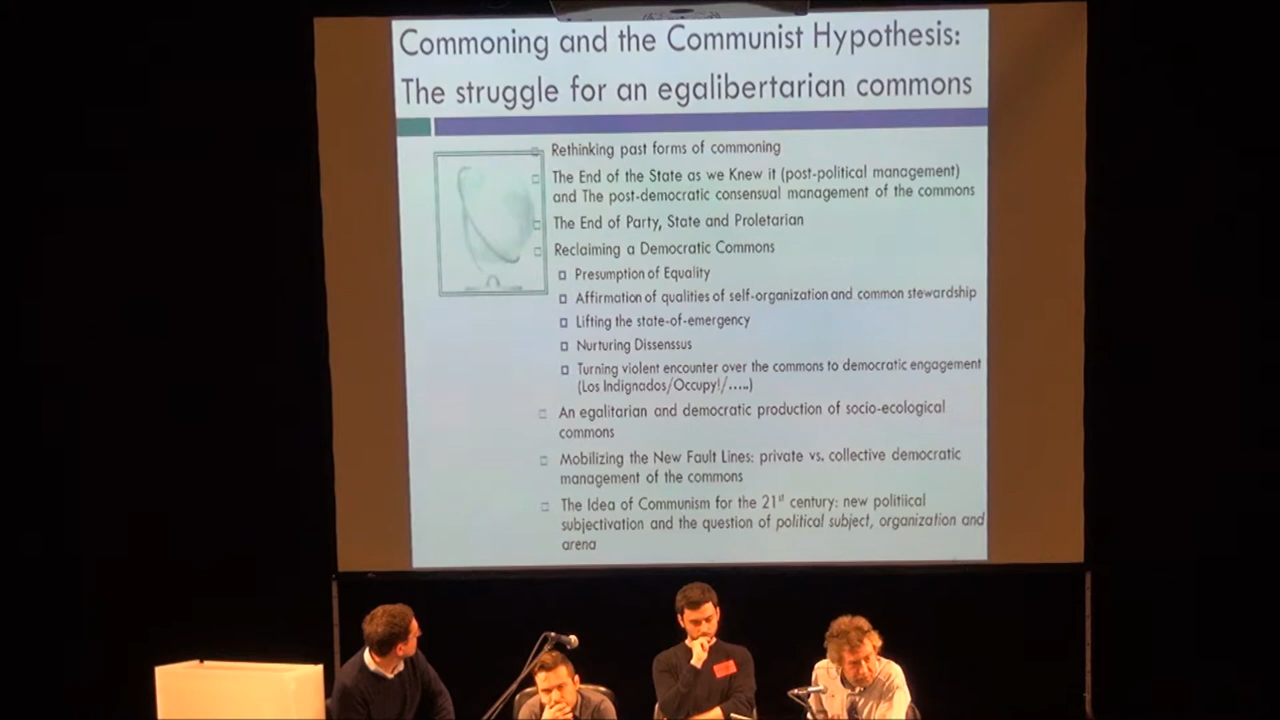 Commoning and the Communist Hypothesis:
The struggle for an egalibertarian commons
Rethinking past forms of commoning
The End of the State as we Knew it (post-political management)
and The post-democratic consensual management of the commons
The End of Party, State and Proletarian
Reclaiming a Democratic Commons
Presumption of Equality
Affirmation of qualities of self-organization and common stewardship
Lifting the state-of-emergency
Nurturing Dissenssus
Turning violent encounter over the commons to democratic engagement
(Los Indignados/Occupy!/.....)
An egalitarian and democratic production of socio-ecological
commons
Mobilizing the New Fault Lines: private vs. collective democratic
management of the commons
The Idea of Communism for the 21st century: new politiical
subjectivation and the question of political subject, organization and
arena